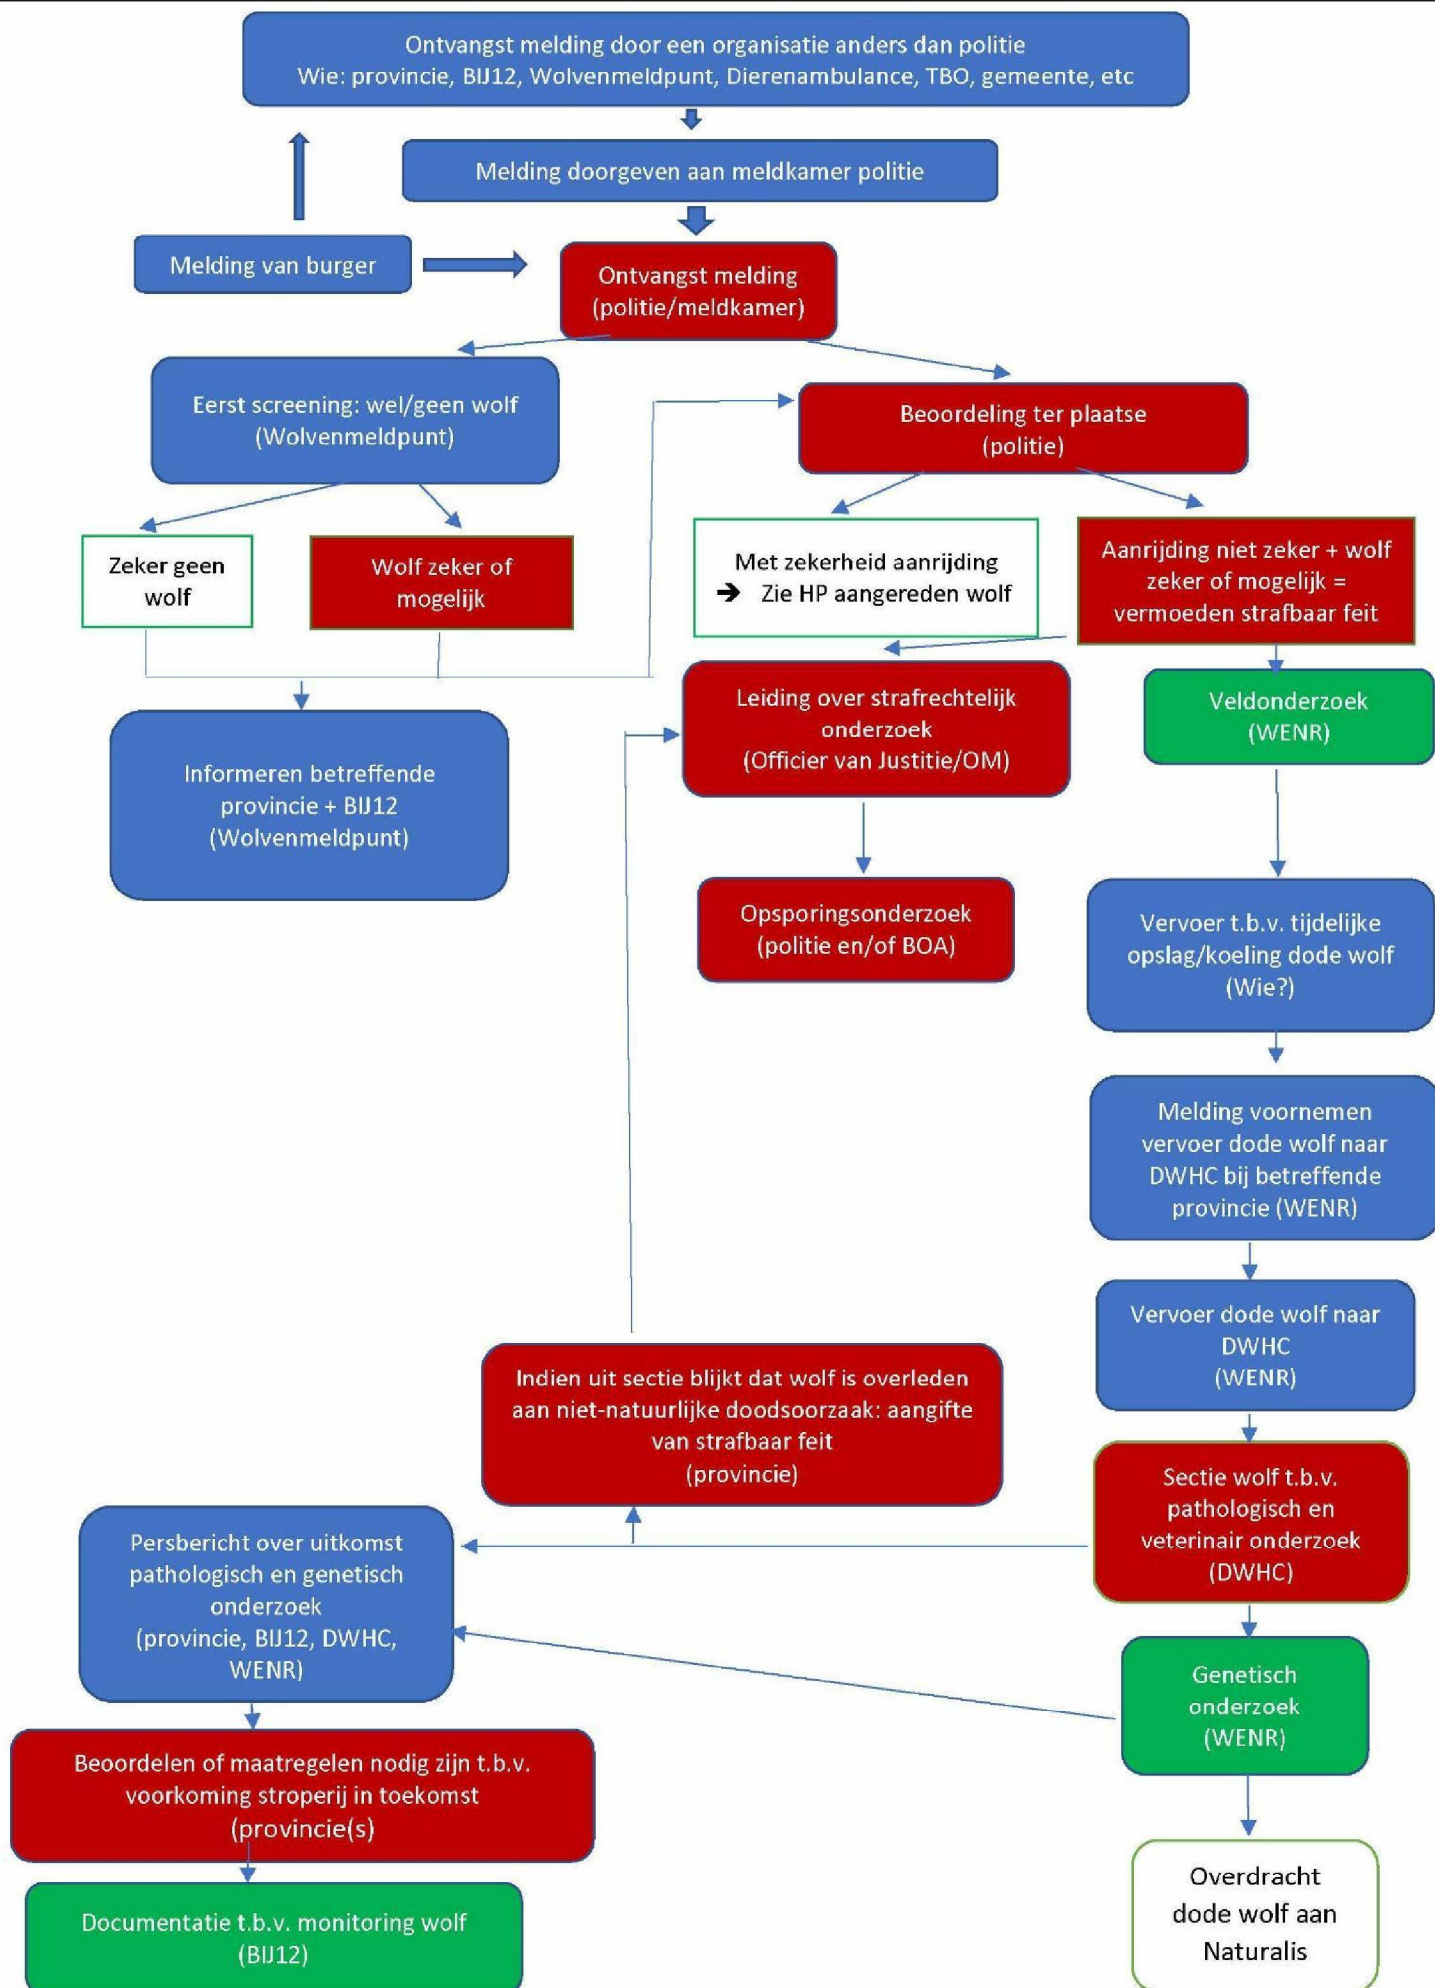 Ontvangst melding door een organisatie anders dan politie
Wie: provincie, BIJ12, Wolvenmeldpunt, Dierenambulance, TBO, gemeente, etc
Melding doorgeven aan meldkamer politie
Melding van burger
Ontvangst melding
(politie/meldkamer)
Eerst screening: wel/geen wolf
(Wolvenmeldpunt)
Beoordeling ter plaatse
(politie)
Zeker geen
wolf
Wolf zeker of
mogelijk
Met zekerheid aanrijding
➔ Zie HP aangereden wolf
Aanrijding niet zeker + wolf
zeker of mogelijk =
vermoeden strafbaar feit
Informeren betreffende
provincie + BIJ12
(Wolvenmeldpunt)
Leiding over strafrechtelijk
onderzoek
(Officier van Justitie/OM)
Veldonderzoek
(WENR)
Opsporingsonderzoek
(politie en/of BOA)
Vervoer t.b.v. tijdelijke
opslag/koeling dode wolf
(Wie?)
Melding voornemen
vervoer dode wolf naar
DWHC bij betreffende
provincie (WENR)
Vervoer dode wolf naar
DWHC
(WENR)
Indien uit sectie blijkt dat wolf is overleden
aan niet-natuurlijke doodsoorzaak: aangifte
van strafbaar feit
(provincie)
Sectie wolf t.b.v.
pathologisch en
veterinair onderzoek
(DWHC)
Persbericht over uitkomst
pathologisch en genetisch
onderzoek
(provincie, BIJ12, DWHC,
WENR)
Genetisch
onderzoek
(WENR)
Beoordelen of maatregelen nodig zijn t.b.v.
voorkoming stroperij in toekomst
(provincie(s)
Overdracht
dode wolf aan
Naturalis
Documentatie t.b.v. monitoring wolf
(BIJ12)